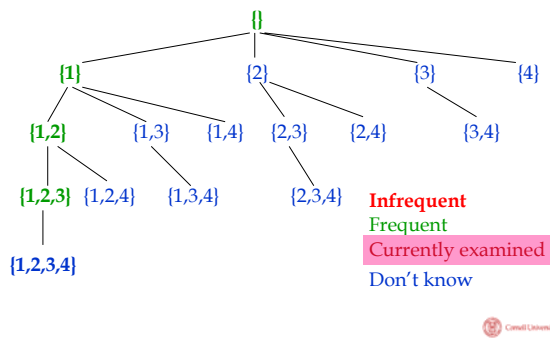 {}
{1} {2} {3} {4}
{1,2} {1,3} {1,4} {2,3} {2,4} {3,4}
{1,2,3} {1,2,4} {1,3,4} {2,3,4}
{1,2,3,4}
Infrequent
Frequent
Currently examined
Don't know
Cornell